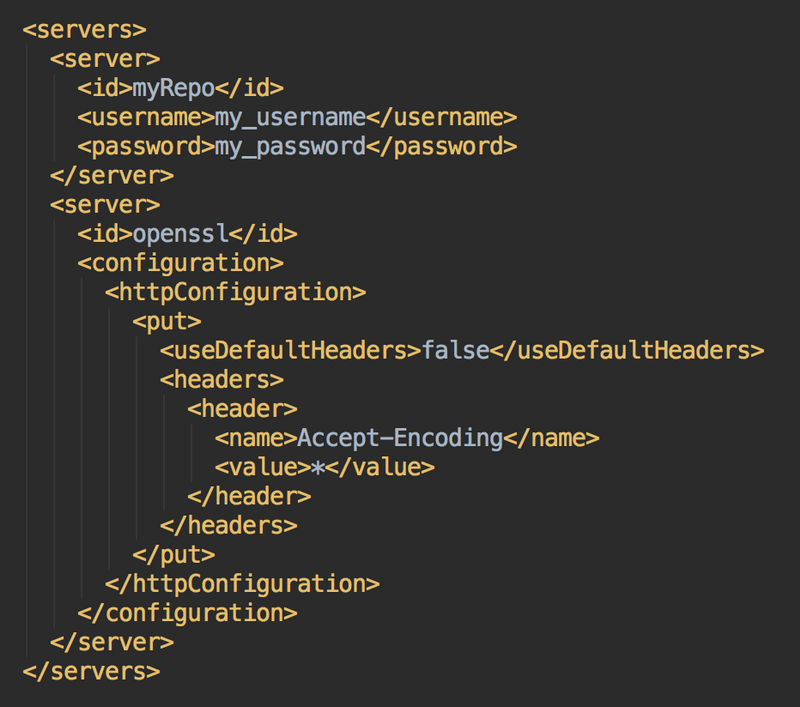 <servers>
  <server>
    <id>myRepo</id>
    <username>my_username</username>
    <password>my_password</password>
  </server>
  <server>
    <id>openssl</id>
    <configuration>
      <httpConfiguration>
        <put>
          <useDefaultHeaders>false</useDefaultHeaders>
          <headers>
            <header>
              <name>Accept-Encoding</name>
              <value>*</value>
            </header>
          </headers>
        </put>
      </httpConfiguration>
    </configuration>
  </server>
</servers>